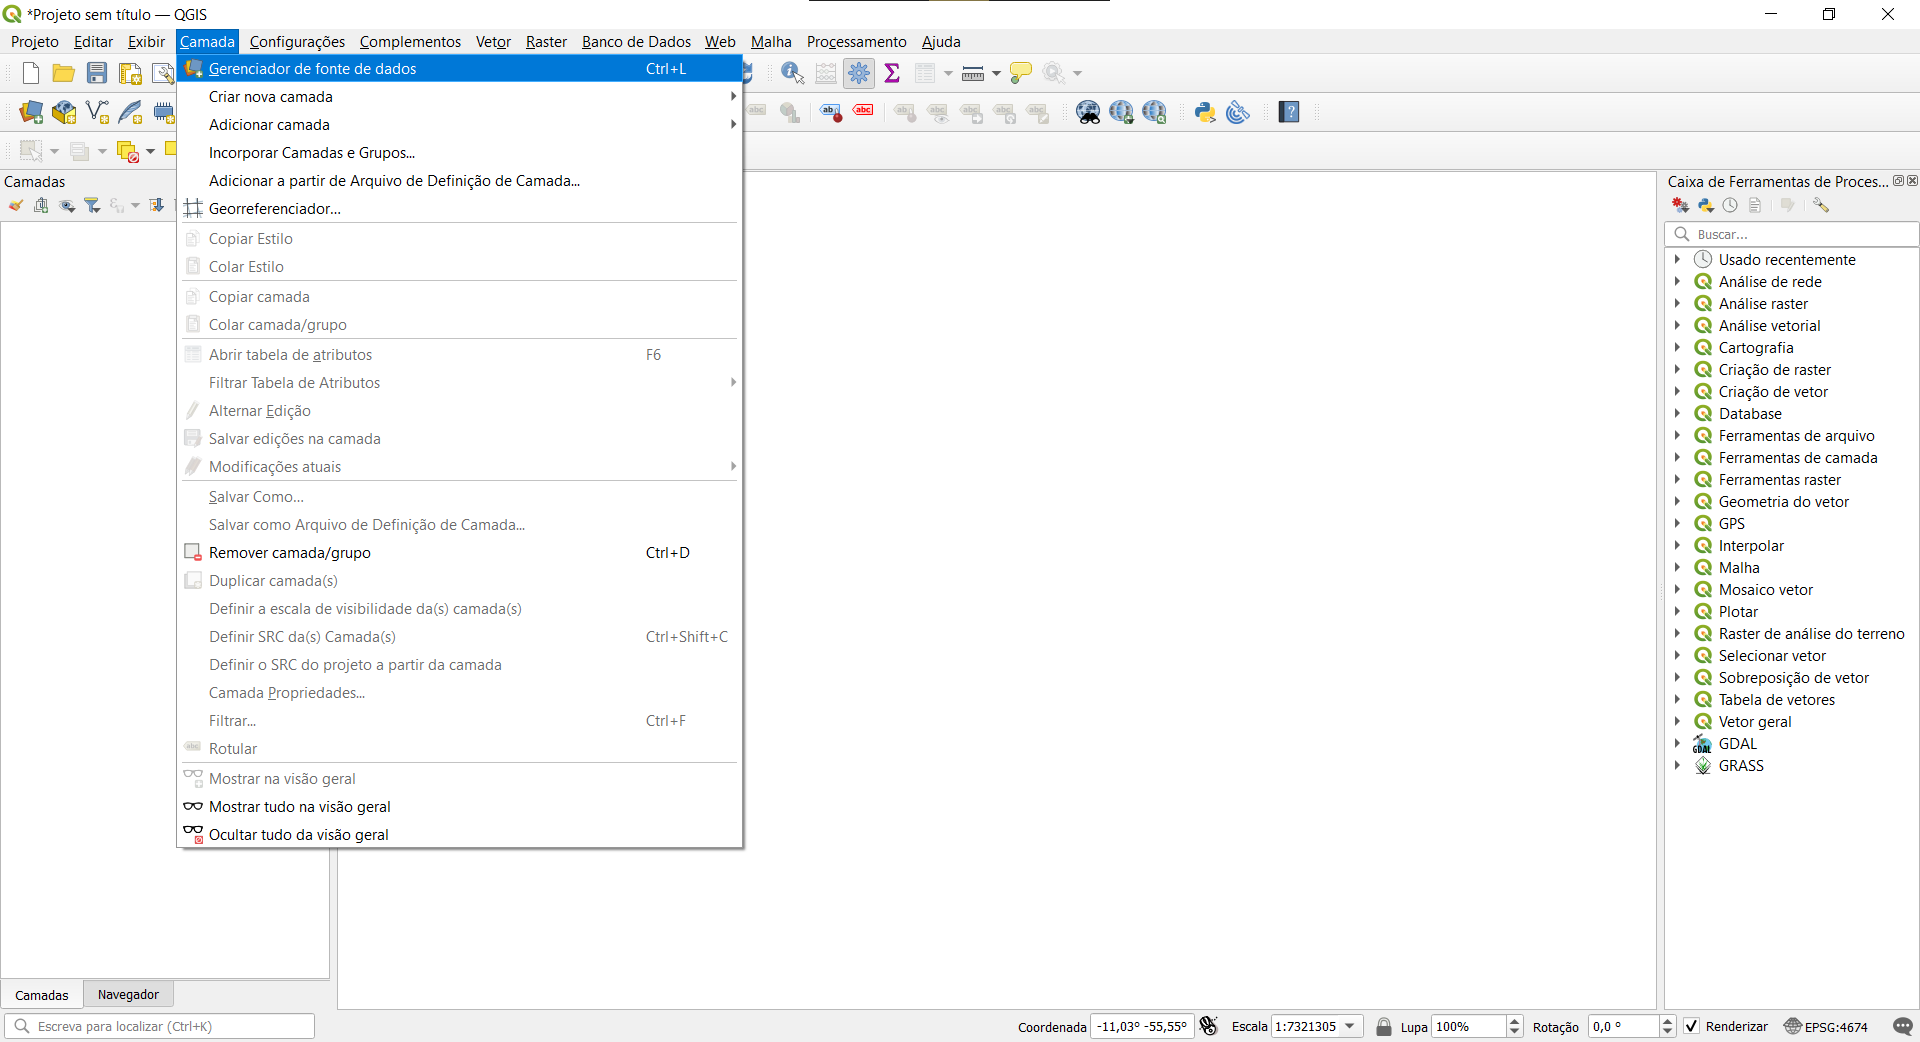 *Projeto sem título — QGIS
Projeto Editar Exibir Camada Configurações Complementos Vetor Raster Banco de Dados Web Malha Processamento Ajuda
Gerenciador de fonte de dados Ctrl+L
Criar nova camada
Adicionar camada
Incorporar Camadas e Grupos...
Adicionar a partir de Arquivo de Definição de Camada...
Georreferenciador...
Copiar Estilo
Colar Estilo
Copiar camada
Colar camada/grupo
Abrir tabela de atributos F6
Filtrar Tabela de Atributos
Alternar Edição
Salvar edições na camada
Modificações atuais
Salvar Como...
Salvar como Arquivo de Definição de Camada...
Remover camada/grupo Ctrl+D
Duplicar camada(s)
Definir a escala de visibilidade da(s) camada(s)
Definir SRC da(s) Camada(s) Ctrl+Shift+C
Definir o SRC do projeto a partir da camada
Camada Propriedades...
Filtrar... Ctrl+F
abc Rotular
Mostrar na visão geral
Mostrar tudo na visão geral
Ocultar tudo da visão geral
abc ab abc
Camadas
Camadas Navegador
Escreva para localizar (Ctrl+K)
Caixa de Ferramentas de Proces...
Buscar...
Usado recentemente
Análise de rede
Análise raster
Análise vetorial
Cartografia
Criação de raster
Criação de vetor
Database
Ferramentas de arquivo
Ferramentas de camada
Ferramentas raster
Geometria do vetor
GPS
Interpolar
Malha
Mosaico vetor
Plotar
Raster de análise do terreno
Selecionar vetor
Sobreposição de vetor
Tabela de vetores
Vetor geral
GDAL GDAL
GRASS
Coordenada -11,03° -55,55° Escala 1:7321305 Lupa 100% Rotação 0,0 ° Renderizar EPSG:4674